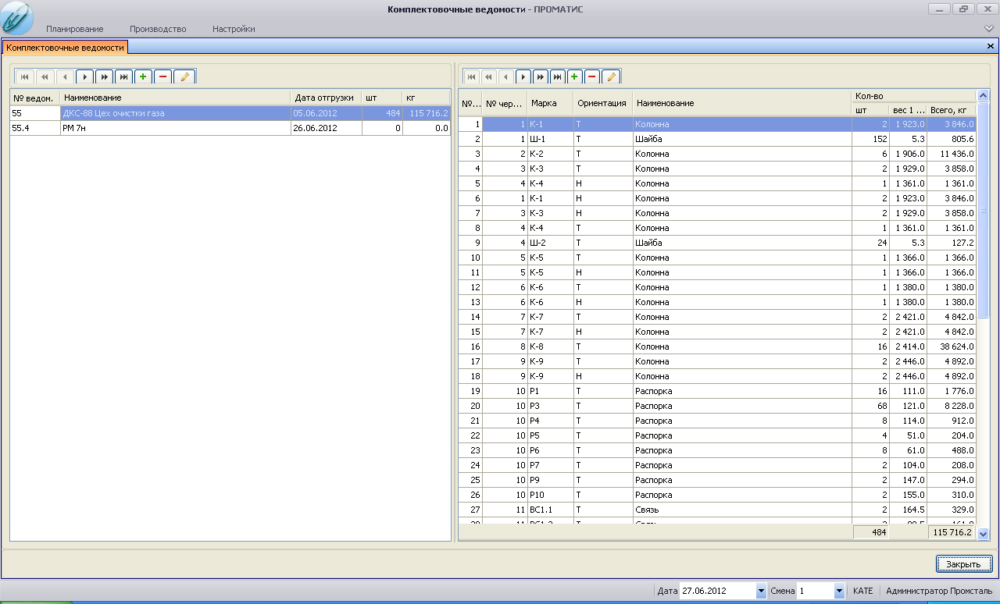 Комплектовочные ведомости - ПРОМАТИС
Планирование Производство Настройки
Комплектовочные ведомости
№ ведом. Наименование Дата отгрузки шт кг
55 ДКС-88 Цех очистки газа 05.06.2012 484 115 716.2
55.4 РМ 7н 26.06.2012 0 0.0
№... № чер... Марка Ориентация Наименование Кол-во
шт вес 1 ... Всего, кг
1 1 К-1 Т Колонна 2 1 923.0 3 846.0
2 1 Ш-1 Т Шайба 152 5.3 805.6
3 2 К-2 Т Колонна 6 1 906.0 11 436.0
4 3 К-3 Т Колонна 2 1 929.0 3 858.0
5 4 К-4 Н Колонна 1 1 361.0 1 361.0
6 1 К-1 Н Колонна 2 1 923.0 3 846.0
7 3 К-3 Н Колонна 2 1 929.0 3 858.0
8 4 К-4 Т Колонна 1 1 361.0 1 361.0
9 4 Ш-2 Т Шайба 24 5.3 127.2
10 5 К-5 Т Колонна 1 1 366.0 1 366.0
11 5 К-5 Н Колонна 1 1 366.0 1 366.0
12 6 К-6 Т Колонна 1 1 380.0 1 380.0
13 6 К-6 Н Колонна 1 1 380.0 1 380.0
14 7 К-7 Т Колонна 2 2 421.0 4 842.0
15 7 К-7 Н Колонна 2 2 421.0 4 842.0
16 8 К-8 Т Колонна 16 2 414.0 38 624.0
17 9 К-9 Т Колонна 2 2 446.0 4 892.0
18 9 К-9 Н Колонна 2 2 446.0 4 892.0
19 10 Р1 Т Распорка 16 111.0 1 776.0
20 10 Р3 Т Распорка 68 121.0 8 228.0
21 10 Р4 Т Распорка 8 114.0 912.0
22 10 Р5 Т Распорка 4 51.0 204.0
23 10 Р6 Т Распорка 8 61.0 488.0
24 10 Р7 Т Распорка 2 104.0 208.0
25 10 Р9 Т Распорка 2 147.0 294.0
26 10 Р10 Т Распорка 2 155.0 310.0
27 11 ВС1.1 Т Связь 2 164.5 329.0
484 115 716.2
Закрыть
Дата 27.06.2012 Смена 1 КАТЕ Администратор Промсталь